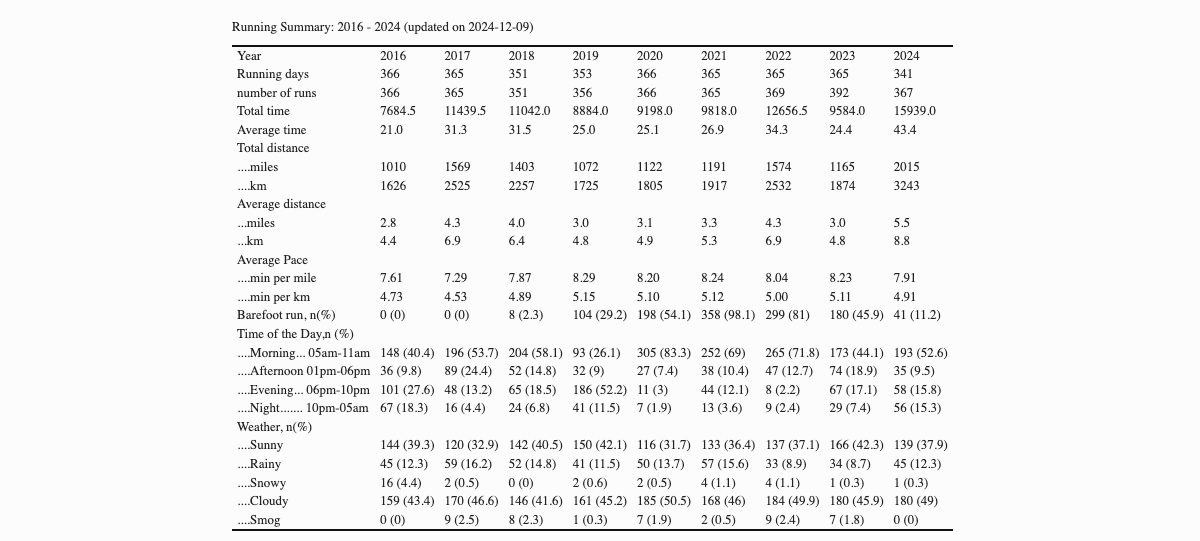 Running Summary: 2016 - 2024 (updated on 2024-12-09)
Year 2016 2017 2018 2019 2020 2021 2022 2023 2024
Running days 366 365 351 353 366 365 365 365 341
number of runs 366 365 351 356 366 365 369 392 367
Total time 7684.5 11439.5 11042.0 8884.0 9198.0 9818.0 12656.5 9584.0 15939.0
Average time 21.0 31.3 31.5 25.0 25.1 26.9 34.3 24.4 43.4
Total distance
....miles 1010 1569 1403 1072 1122 1191 1574 1165 2015
....km 1626 2525 2257 1725 1805 1917 2532 1874 3243
Average distance
...miles 2.8 4.3 4.0 3.0 3.1 3.3 4.3 3.0 5.5
...km 4.4 6.9 6.4 4.8 4.9 5.3 6.9 4.8 8.8
Average Pace
....min per mile 7.61 7.29 7.87 8.29 8.20 8.24 8.04 8.23 7.91
....min per km 4.73 4.53 4.89 5.15 5.10 5.12 5.00 5.11 4.91
Barefoot run, n(%) 0 (0) 0 (0) 8 (2.3) 104 (29.2) 198 (54.1) 358 (98.1) 299 (81) 180 (45.9) 41 (11.2)
Time of the Day,n (%)
....Morning... 05am-11am 148 (40.4) 196 (53.7) 204 (58.1) 93 (26.1) 305 (83.3) 252 (69) 265 (71.8) 173 (44.1) 193 (52.6)
....Afternoon 01pm-06pm 36 (9.8) 89 (24.4) 52 (14.8) 32 (9) 27 (7.4) 38 (10.4) 47 (12.7) 74 (18.9) 35 (9.5)
....Evening... 06pm-10pm 101 (27.6) 48 (13.2) 65 (18.5) 186 (52.2) 11 (3) 44 (12.1) 8 (2.2) 67 (17.1) 58 (15.8)
....Night....... 10pm-05am 67 (18.3) 16 (4.4) 24 (6.8) 41 (11.5) 7 (1.9) 13 (3.6) 9 (2.4) 29 (7.4) 56 (15.3)
Weather, n(%)
....Sunny 144 (39.3) 120 (32.9) 142 (40.5) 150 (42.1) 116 (31.7) 133 (36.4) 137 (37.1) 166 (42.3) 139 (37.9)
....Rainy 45 (12.3) 59 (16.2) 52 (14.8) 41 (11.5) 50 (13.7) 57 (15.6) 33 (8.9) 34 (8.7) 45 (12.3)
....Snowy 16 (4.4) 2 (0.5) 0 (0) 2 (0.6) 2 (0.5) 4 (1.1) 4 (1.1) 1 (0.3) 1 (0.3)
....Cloudy 159 (43.4) 170 (46.6) 146 (41.6) 161 (45.2) 185 (50.5) 168 (46) 184 (49.9) 180 (45.9) 180 (49)
....Smog 0 (0) 9 (2.5) 8 (2.3) 1 (0.3) 7 (1.9) 2 (0.5) 9 (2.4) 7 (1.8) 0 (0)